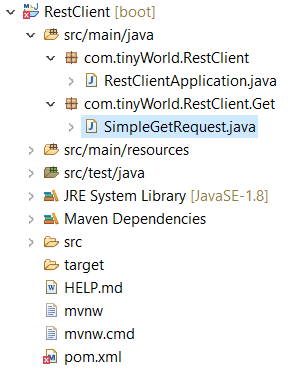 RestClient [boot]
src/main/java
com.tinyWorld.RestClient
RestClientApplication.java
com.tinyWorld.RestClient.Get
SimpleGetRequest.java
src/main/resources
src/test/java
JRE System Library [JavaSE-1.8]
Maven Dependencies
src
target
HELP.md
mvnw
mvnw.cmd
pom.xml